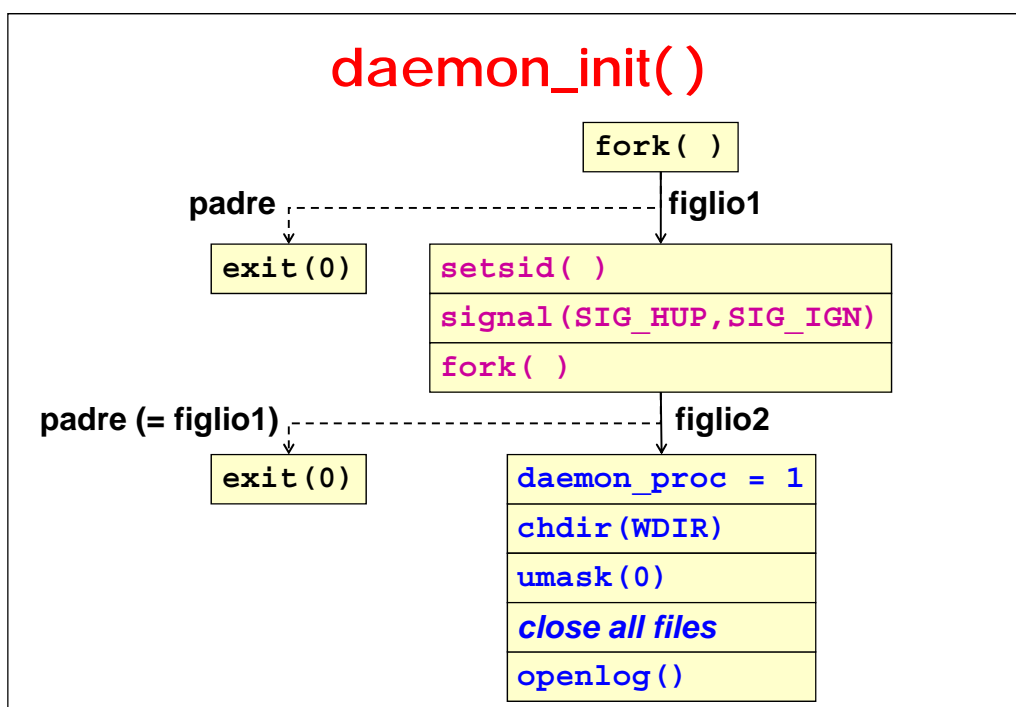 daemon_init( )
fork( )
padre
figlio1
exit(0)
setsid( )
signal(SIG_HUP,SIG_IGN)
fork( )
padre (= figlio1)
figlio2
exit(0)
daemon_proc = 1
chdir(WDIR)
umask(0)
close all files
openlog()